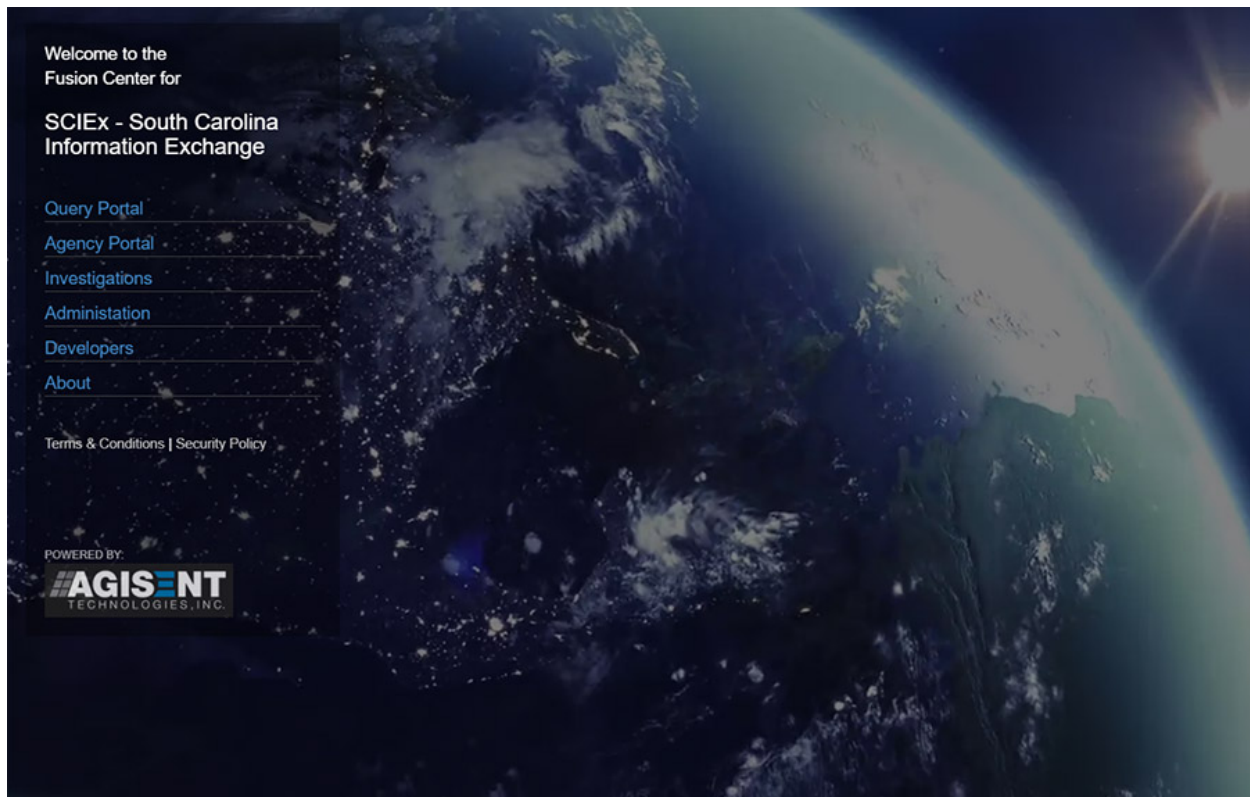 Welcome to the
Fusion Center for
SCIEx - South Carolina
Information Exchange
Query Portal
Agency Portal
Investigations
Administation
Developers
About
Terms & Conditions | Security Policy
POWERED BY:
AGISENT
TECHNOLOGIES, INC.